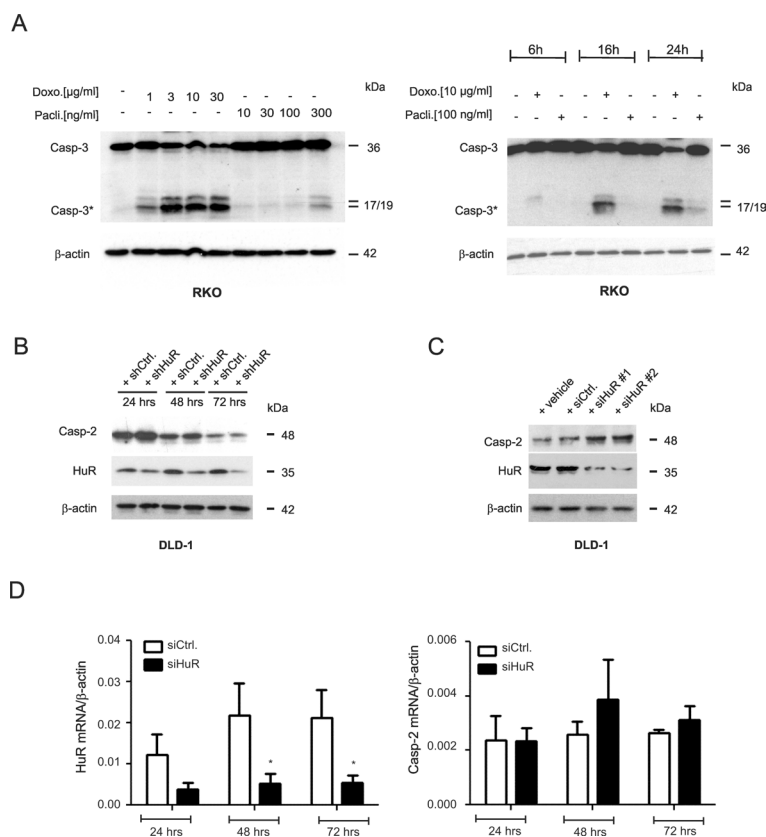 A
Doxo.[µg/ml] - 1 3 10 30 - - - - kDa
Pacli.[ng/ml] - - - - - 10 30 100 300
Casp-3 36
Casp-3* 17/19
β-actin 42
RKO
6h 16h 24h
Doxo.[10 µg/ml] - + - - + - - + - kDa
Pacli.[100 ng/ml] - - + - - + - - +
Casp-3 36
Casp-3* 17/19
β-actin 42
RKO
B
+ shCtrl. + shHuR + shCtrl. + shHuR + shCtrl. + shHuR
24 hrs 48 hrs 72 hrs kDa
Casp-2 48
HuR 35
β-actin 42
DLD-1
C
+ vehicle + siCtrl. + siHuR #1 + siHuR #2 kDa
Casp-2 48
HuR 35
β-actin 42
DLD-1
D
HuR mRNA/β-actin
0.04
0.03
0.02
0.01
0.00
siCtrl.
siHuR
* *
24 hrs 48 hrs 72 hrs
Casp-2 mRNA/β-actin
0.006
0.004
0.002
0.000
siCtrl.
siHuR
24 hrs 48 hrs 72 hrs